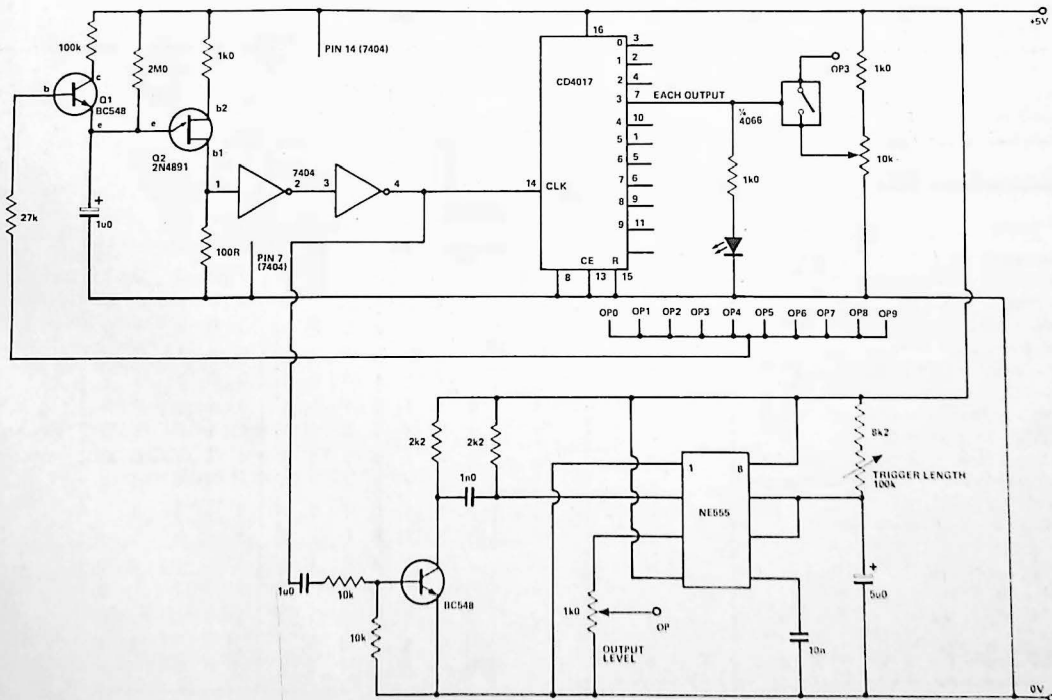 +5V
100k
2M0
1k0
PIN 14 (7404)
16
CD4017
0 3
1 2
2 4
3 7
4 10
5 1
6 5
7 6
8 9
9 11
EACH OUTPUT
OP3
1k0
¼
4066
10k
c
b
Q1
BC548
e
e
b2
b1
Q2
2N4891
1
7404
2
3
4
14 CLK
1k0
27k
+
1u0
100R
PIN 7
(7404)
CE R
8 13 15
OP0 OP1 OP2 OP3 OP4 OP5 OP6 OP7 OP8 OP9
2k2
2k2
8k2
1n0
1 8
NE555
TRIGGER LENGTH
100k
1u0
10k
BC548
10k
1k0
OP
OUTPUT
LEVEL
10n
+
5u0
0V